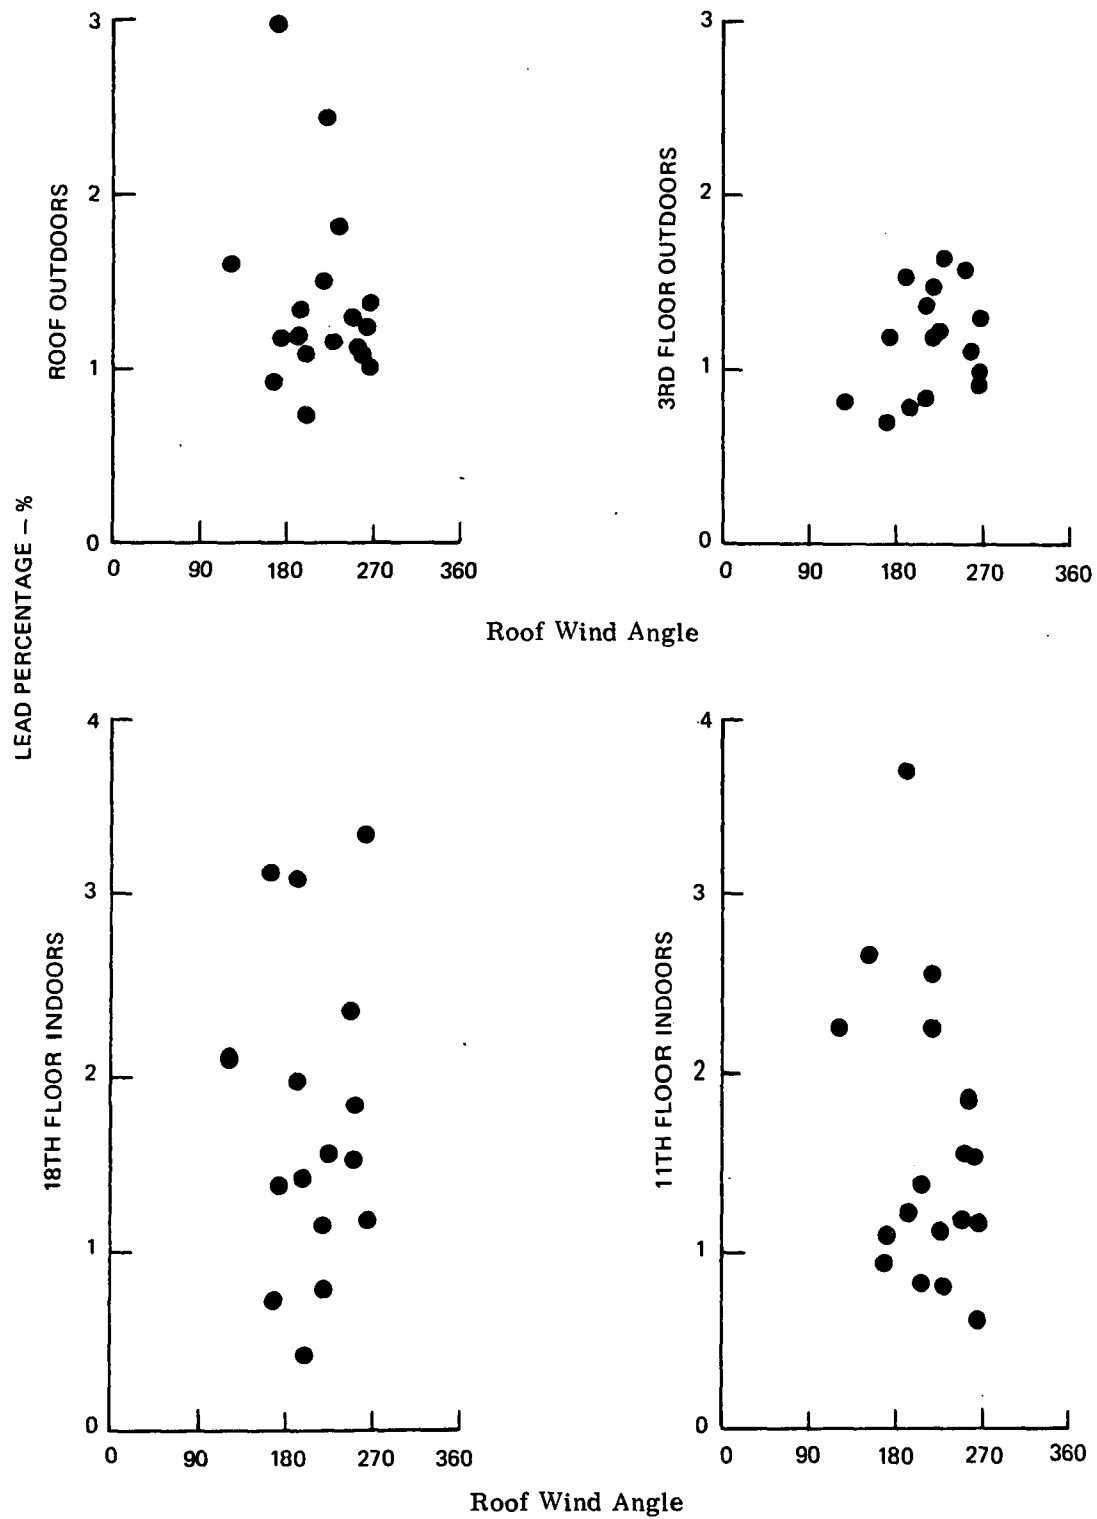 LEAD PERCENTAGE – %
ROOF OUTDOORS
3
2
1
0
0 90 180 270 360
3RD FLOOR OUTDOORS
3
2
1
0
0 90 180 270 360
Roof Wind Angle
18TH FLOOR INDOORS
4
3
2
1
0
0 90 180 270 360
11TH FLOOR INDOORS
4
3
2
1
0
0 90 180 270 360
Roof Wind Angle